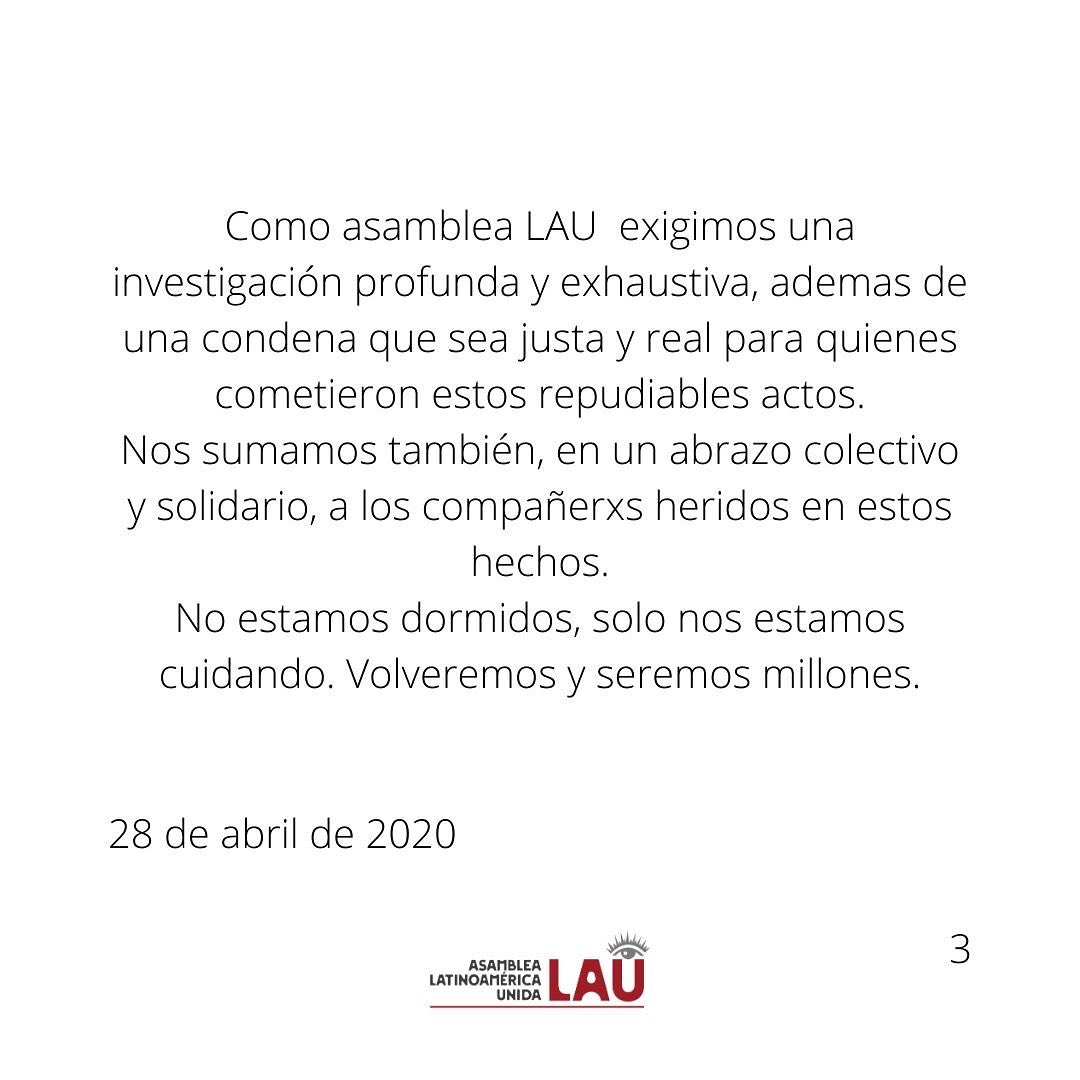 Como asamblea LAU  exigimos una
investigación profunda y exhaustiva, ademas de
una condena que sea justa y real para quienes
cometieron estos repudiables actos.
Nos sumamos también, en un abrazo colectivo
y solidario, a los compañerxs heridos en estos
hechos.
No estamos dormidos, solo nos estamos
cuidando. Volveremos y seremos millones.
28 de abril de 2020
3
ASAMBLEA
LATINOAMÉRICA
UNIDA
LAU